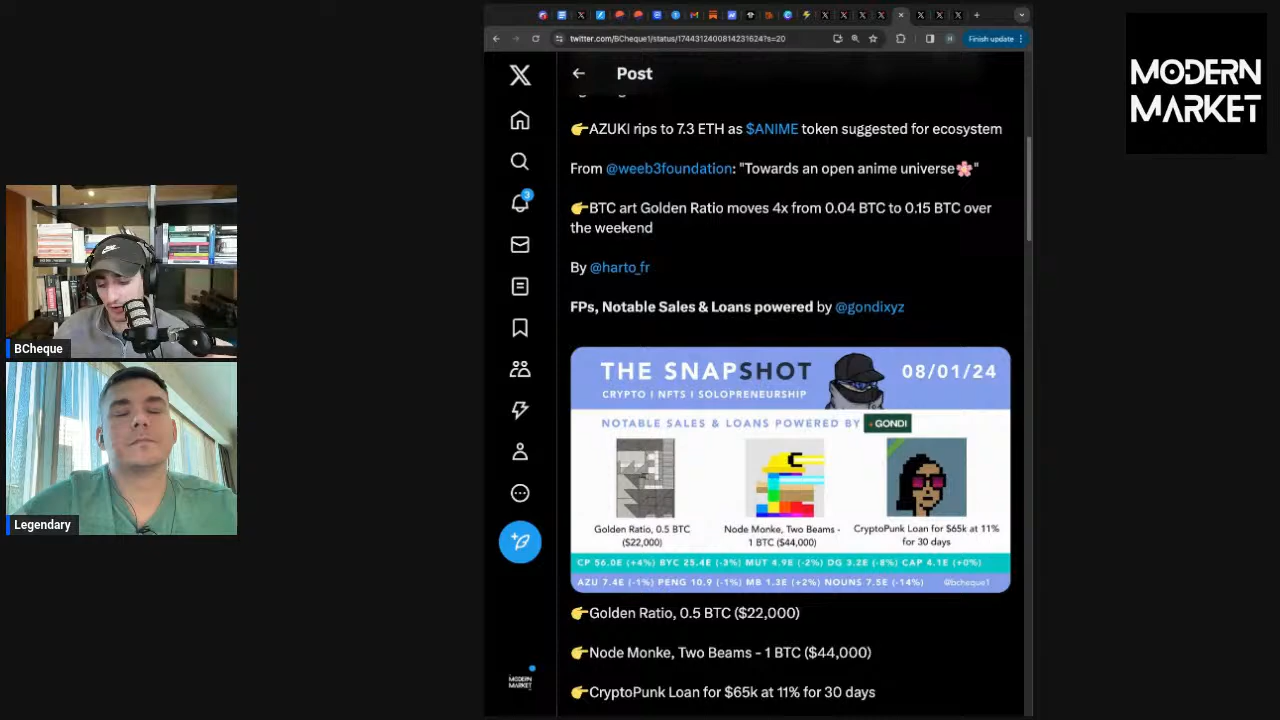 twitter.com/BCheque1/status/1744312400814231624?s=20
Finish update
MODERN
MARKET
Post
👉AZUKI rips to 7.3 ETH as $ANIME token suggested for ecosystem
From @weeb3foundation: "Towards an open anime universe🌸"
👉BTC art Golden Ratio moves 4x from 0.04 BTC to 0.15 BTC over
the weekend
By @harto_fr
FPs, Notable Sales & Loans powered by @gondixyz
3
THE SNAPSHOT
08/01/24
CRYPTO | NFTS | SOLOPRENEURSHIP
NOTABLE SALES & LOANS POWERED BY GONDI
Golden Ratio, 0.5 BTC
($22,000)
Node Monke, Two Beams -
1 BTC ($44,000)
CryptoPunk Loan for $65k at 11%
for 30 days
CP 56.0E (+4%) BYC 25.4E (-3%) MUT 4.9E (-2%) DG 3.2E (-8%) CAP 4.1E (+0%)
AZU 7.4E (-1%) PENG 10.9 (-1%) MB 1.3E (+2%) NOUNS 7.5E (-14%) @bcheque1
👉Golden Ratio, 0.5 BTC ($22,000)
👉Node Monke, Two Beams - 1 BTC ($44,000)
👉CryptoPunk Loan for $65k at 11% for 30 days
BCheque
Legendary
MODERN
MARKET